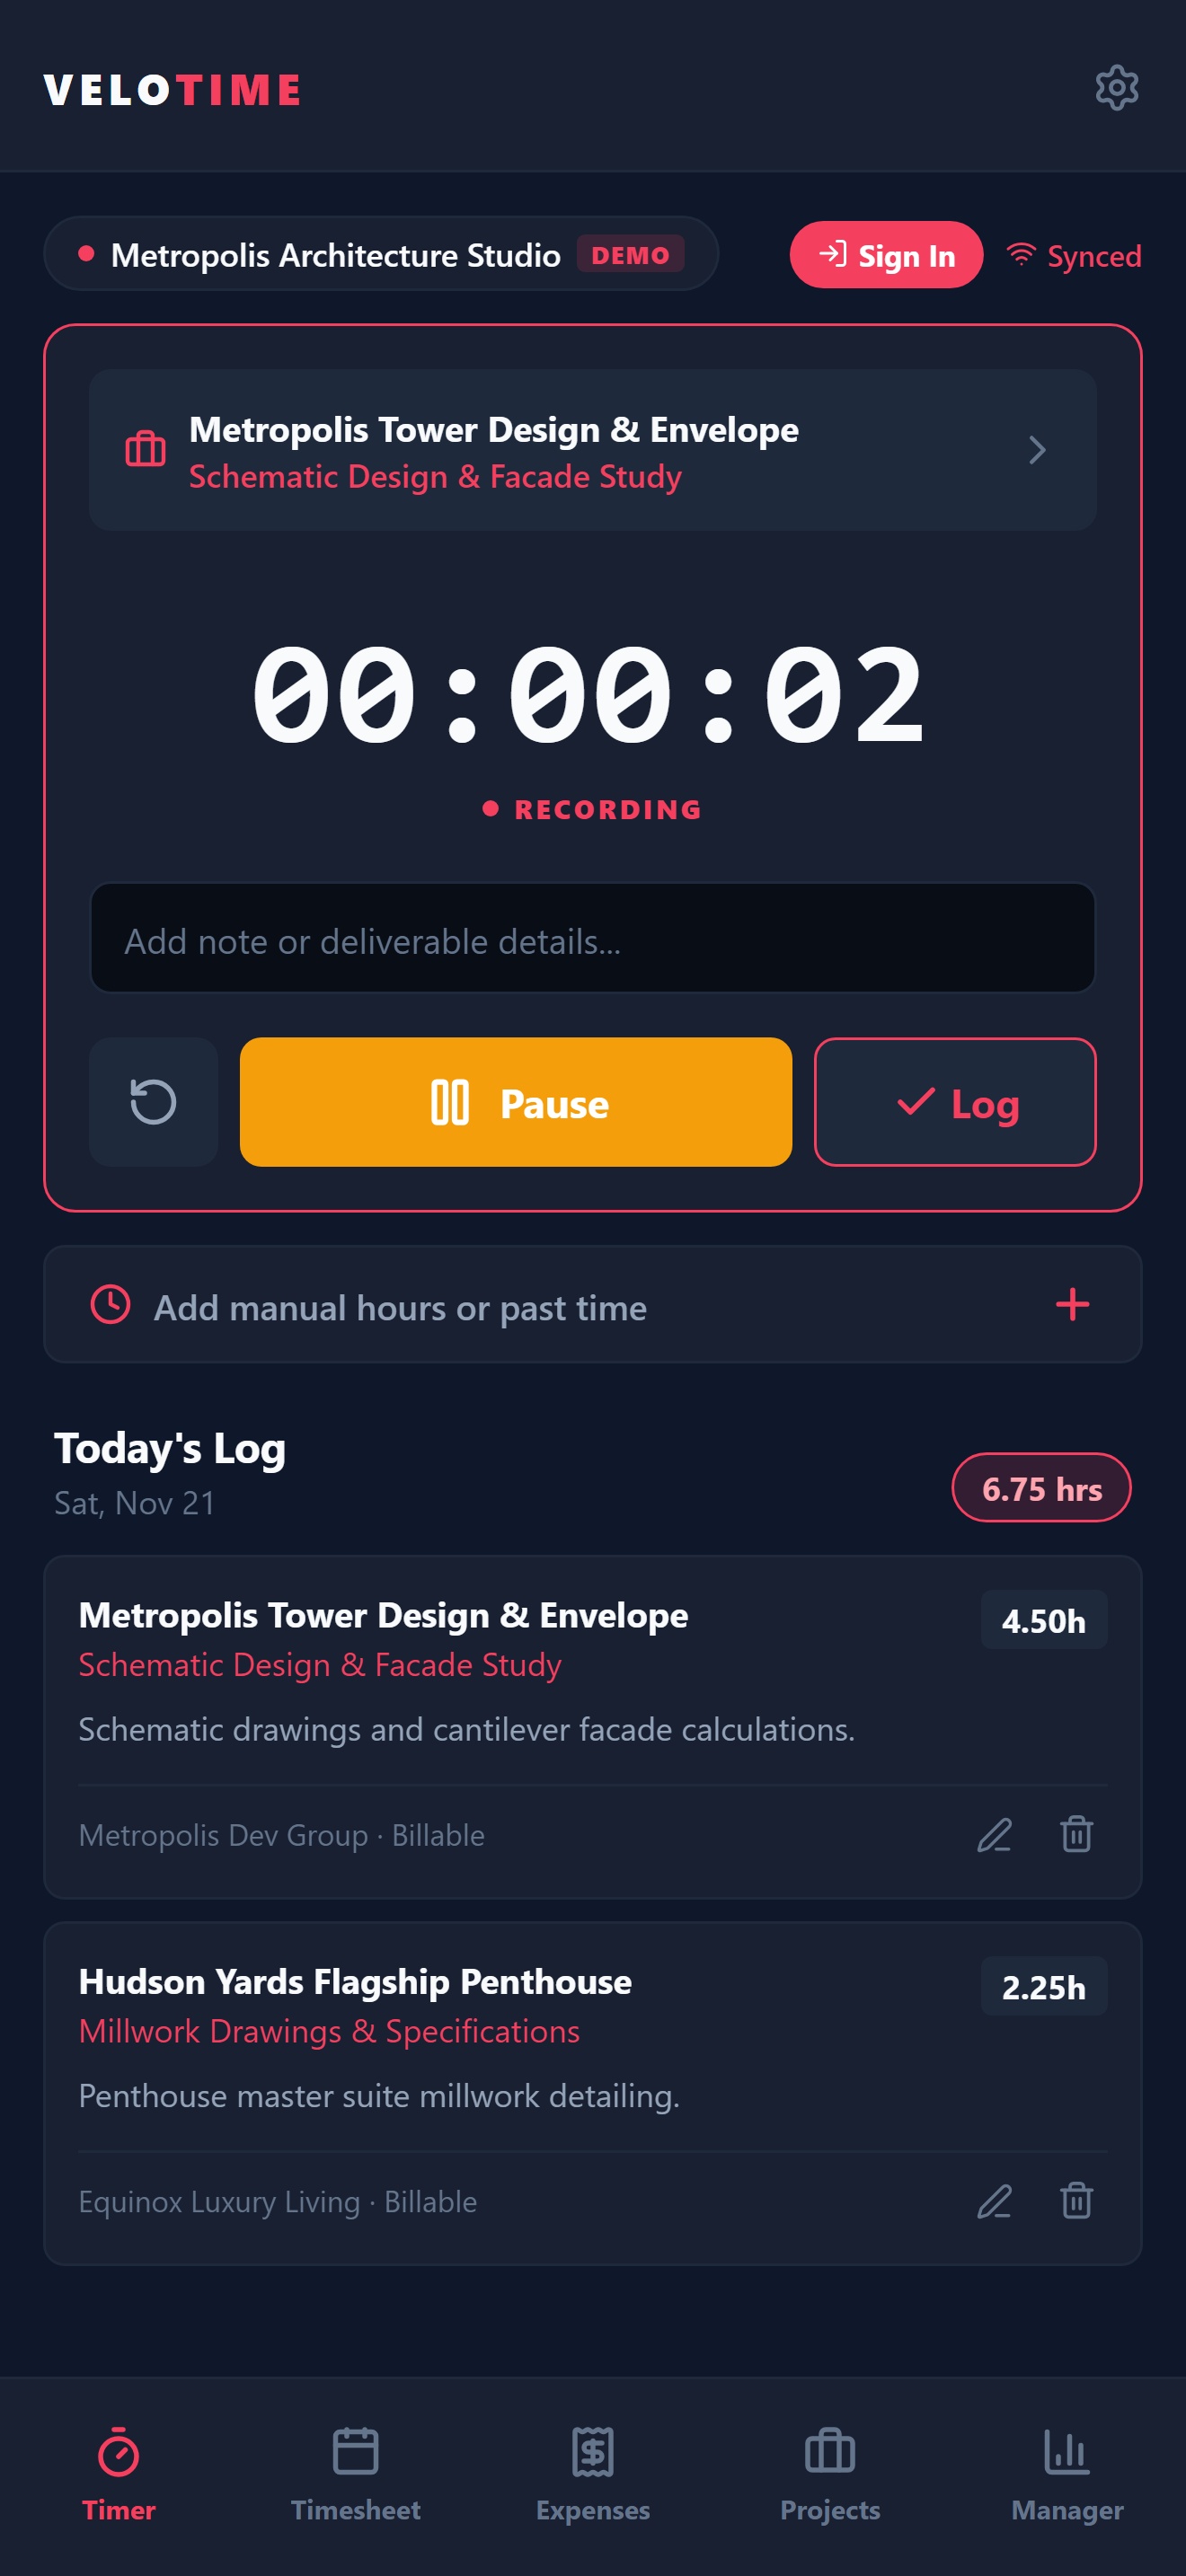 VELOTIME
Metropolis Architecture Studio DEMO
Sign In
Synced
Metropolis Tower Design & Envelope
Schematic Design & Facade Study
00:00:02
RECORDING
Add note or deliverable details...
Pause
Log
Add manual hours or past time
Today's Log
Sat, Nov 21
6.75 hrs
Metropolis Tower Design & Envelope
4.50h
Schematic Design & Facade Study
Schematic drawings and cantilever facade calculations.
Metropolis Dev Group · Billable
Hudson Yards Flagship Penthouse
2.25h
Millwork Drawings & Specifications
Penthouse master suite millwork detailing.
Equinox Luxury Living · Billable
Timer
Timesheet
Expenses
Projects
Manager